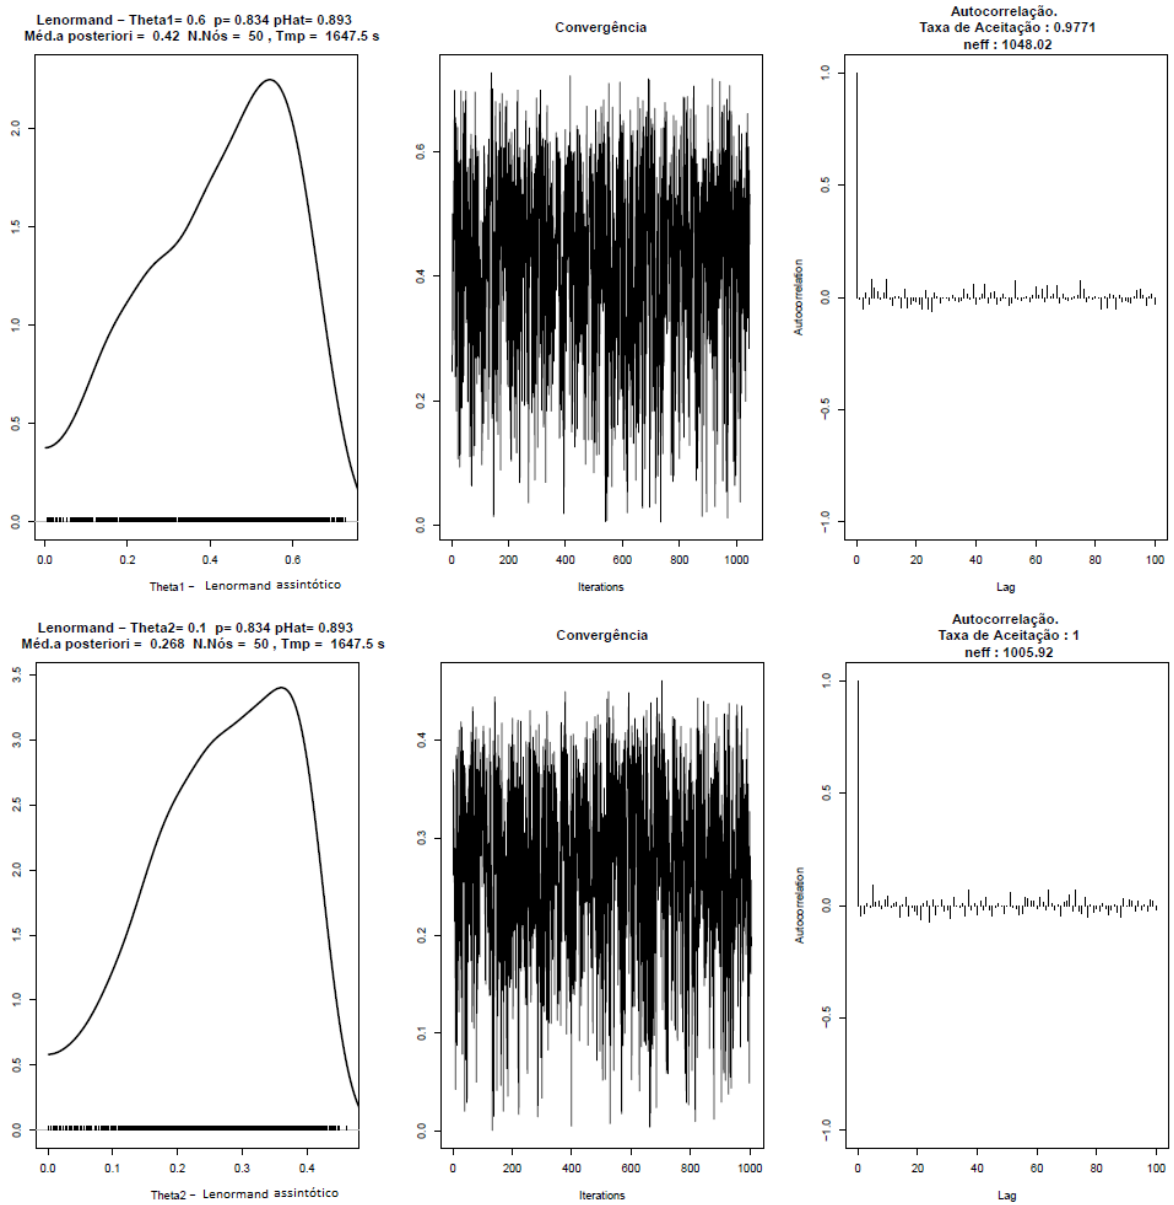 Lenormand – Theta1= 0.6 p= 0.834 pHat= 0.893
Méd.a posteriori = 0.42 N.Nós = 50 , Tmp = 1647.5 s
2.0
1.5
1.0
0.5
0.0
0.0 0.2 0.4 0.6
Theta1 – Lenormand assintótico
Convergência
0.6
0.4
0.2
0.0
0 200 400 600 800 1000
Iterations
Autocorrelação.
Taxa de Aceitação : 0.9771
neff : 1048.02
1.0
0.5
0.0
−0.5
−1.0
Autocorrelation
0 20 40 60 80 100
Lag
Lenormand – Theta2= 0.1 p= 0.834 pHat= 0.893
Méd.a posteriori = 0.268 N.Nós = 50 , Tmp = 1647.5 s
3.5
3.0
2.5
2.0
1.5
1.0
0.5
0.0
0.0 0.1 0.2 0.3 0.4
Theta2 – Lenormand assintótico
Convergência
0.4
0.3
0.2
0.1
0.0
0 200 400 600 800 1000
Iterations
Autocorrelação.
Taxa de Aceitação : 1
neff : 1005.92
1.0
0.5
0.0
−0.5
−1.0
Autocorrelation
0 20 40 60 80 100
Lag